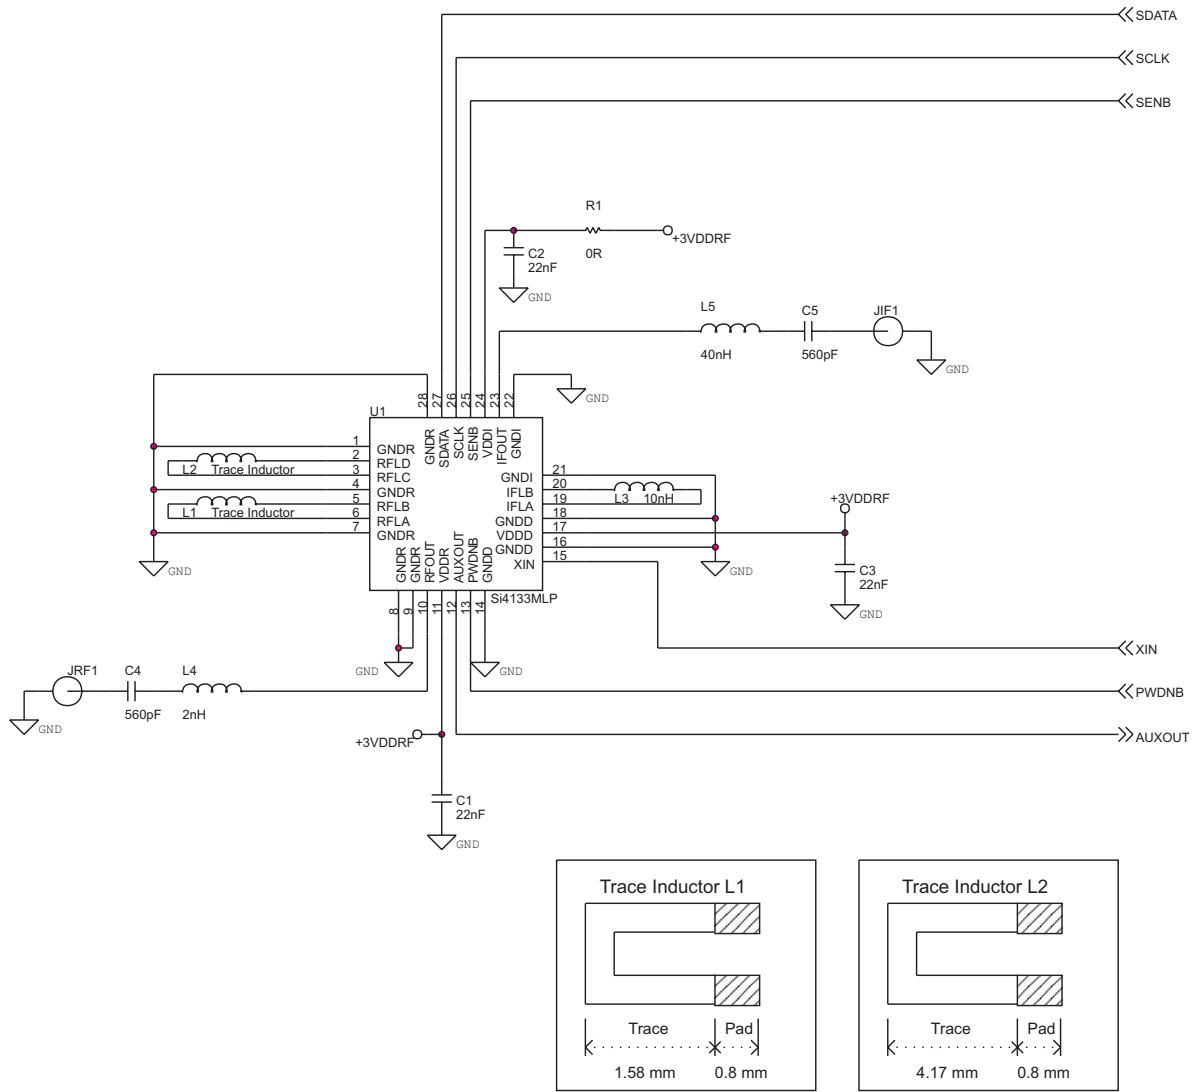 SDATA
SCLK
SENB
R1
+3VDDRF
C2
0R
22nF
GND
L5
C5
JIF1
40nH
560pF
GND
GND
U1
28
27
26
25
24
23
22
GNDR
SDATA
SCLK
SENB
VDDI
IFOUT
GNDI
1
GNDR
2
RFLD
L2 Trace Inductor
3
RFLC
4
GNDR
5
RFLB
L1 Trace Inductor
6
RFLA
7
GNDR
GND
21
GNDI
20
IFLB
L3 10nH
19
IFLA
18
GNDD
17
VDDD
16
GNDD
15
XIN
GND
+3VDDRF
C3
22nF
GND
GNDR
GNDR
RFOUT
VDDR
AUXOUT
PWDNB
GNDD
Si4133MLP
8
9
10
11
12
13
14
GND
GND
XIN
JRF1
C4
L4
560pF
2nH
GND
PWDNB
+3VDDRF
AUXOUT
C1
22nF
GND
Trace Inductor L1
Trace
Pad
1.58 mm
0.8 mm
Trace Inductor L2
Trace
Pad
4.17 mm
0.8 mm